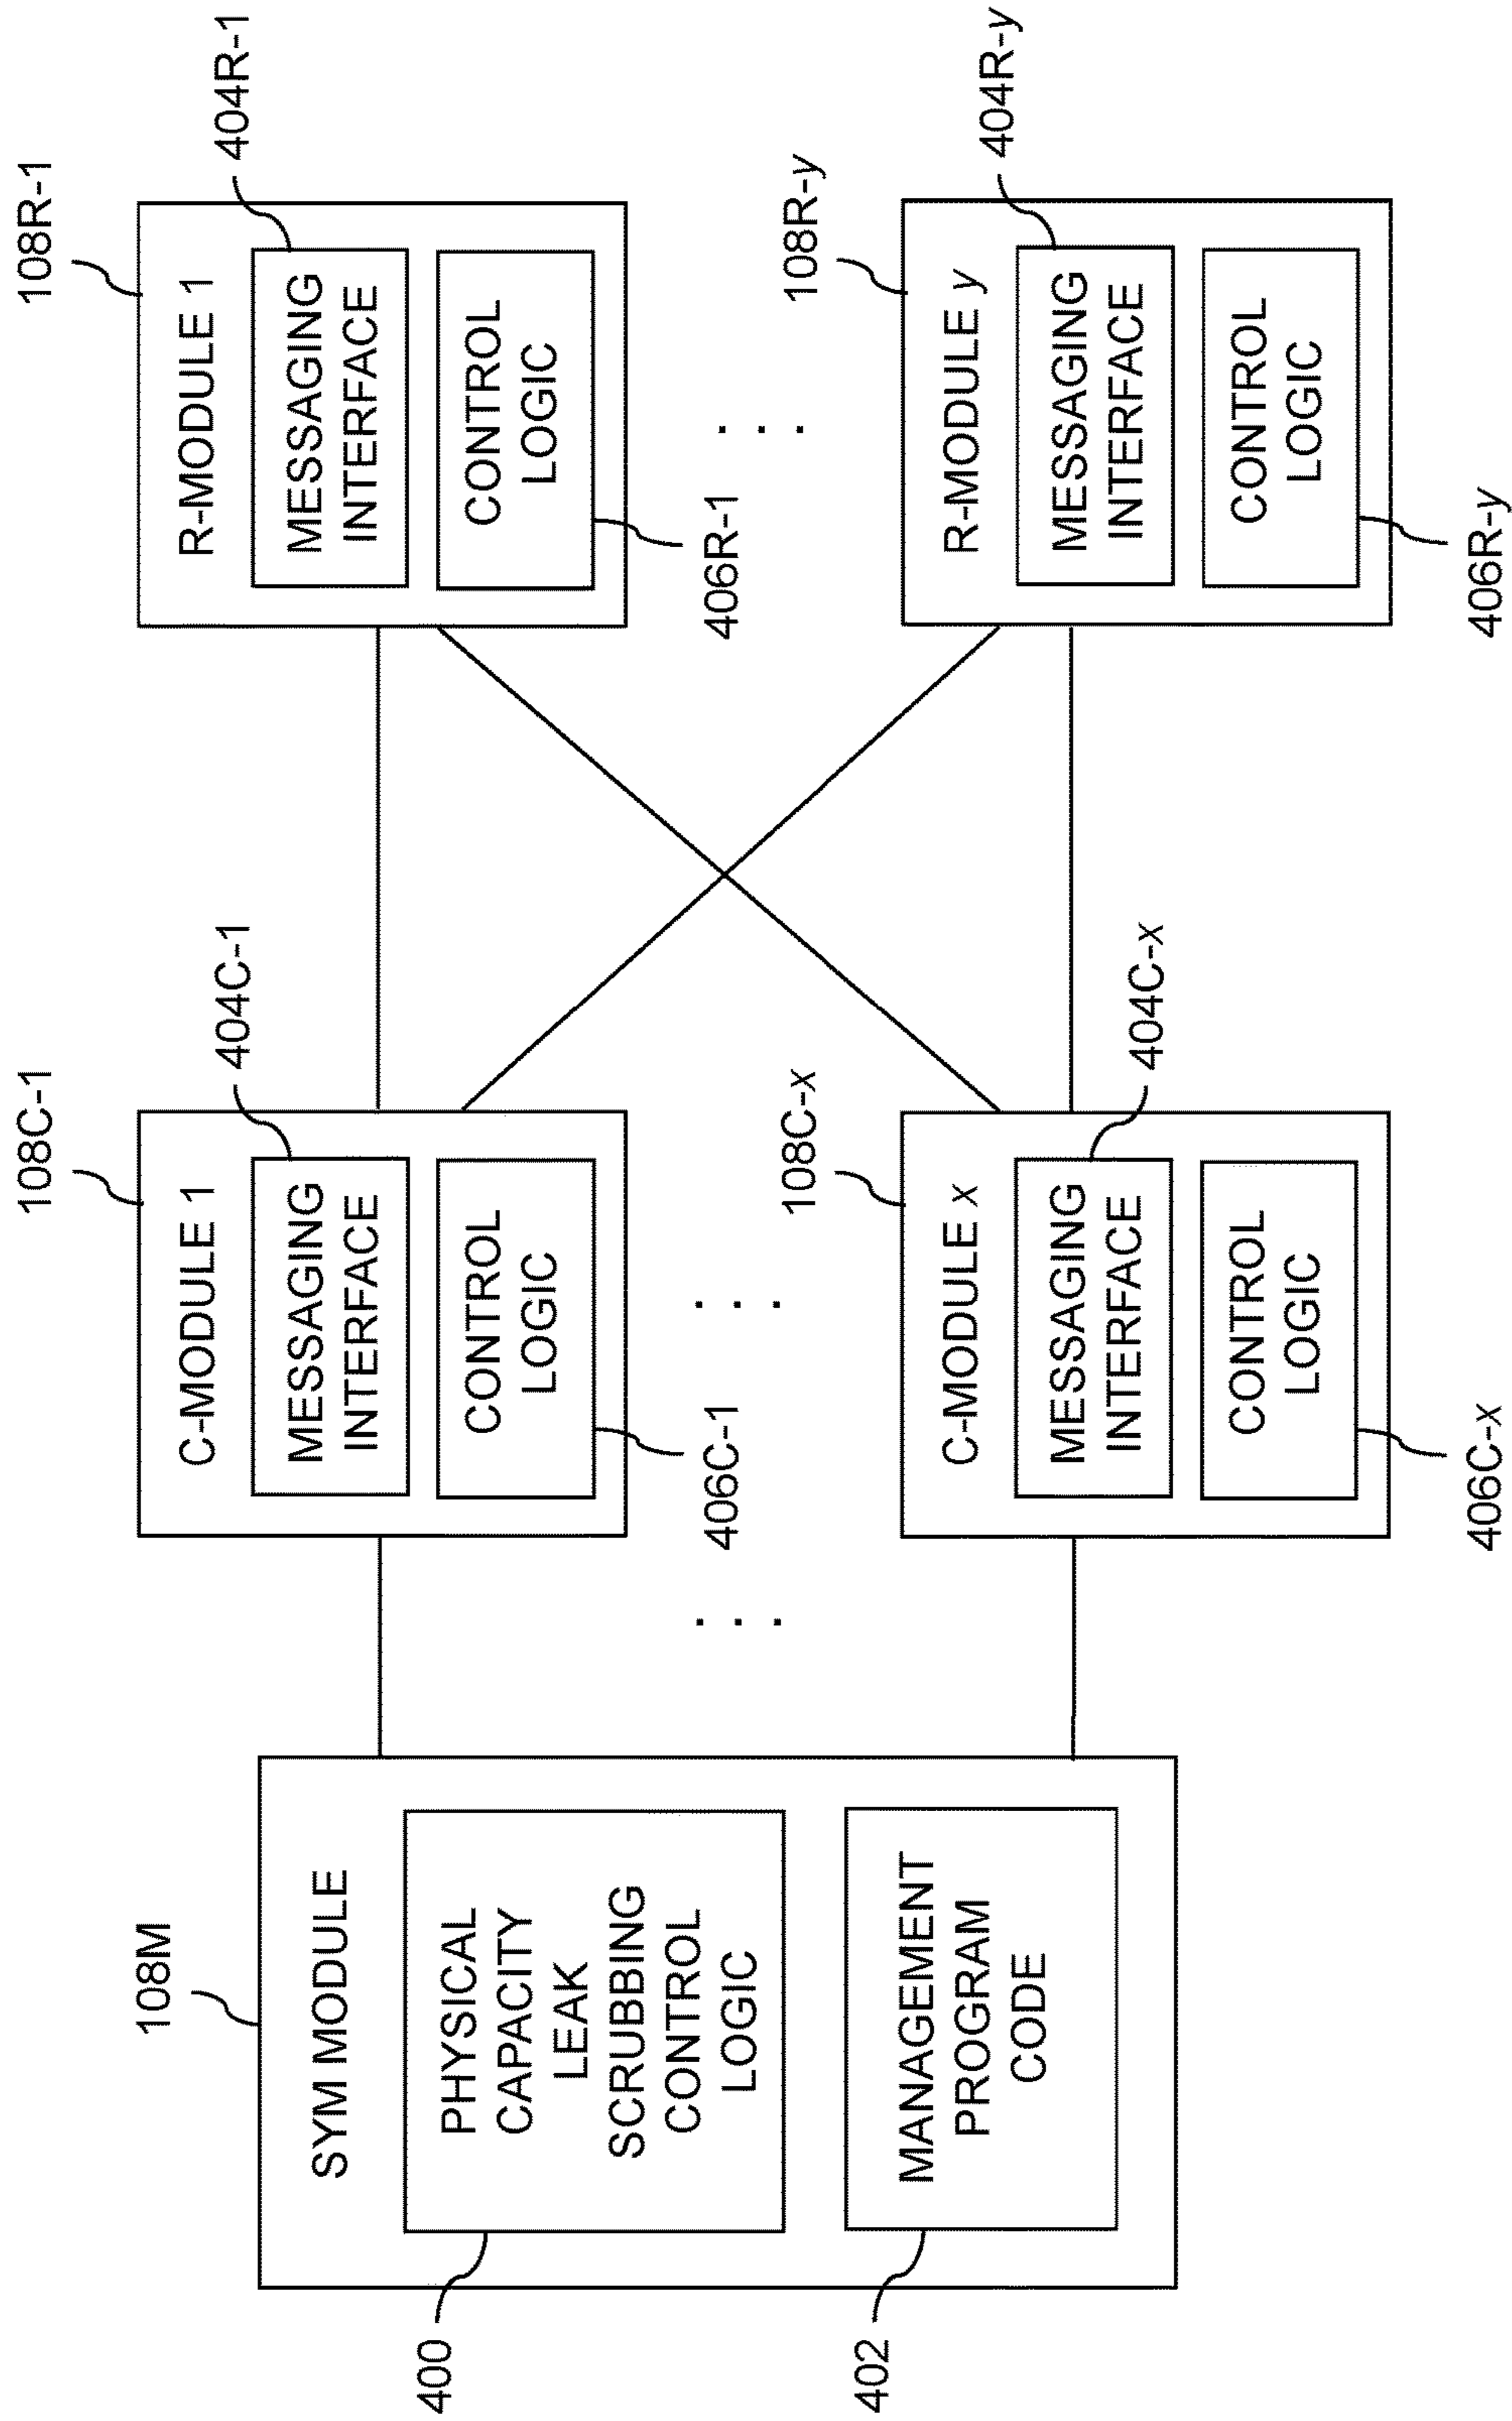 108M
SYM MODULE
PHYSICAL
CAPACITY
LEAK
SCRUBBING
CONTROL
LOGIC
400
MANAGEMENT
PROGRAM
CODE
402
108C-1
C-MODULE 1
404C-1
MESSAGING
INTERFACE
CONTROL
LOGIC
406C-1
. . .
. . .
108C-x
C-MODULE x
404C-x
MESSAGING
INTERFACE
CONTROL
LOGIC
406C-x
108R-1
R-MODULE 1
404R-1
MESSAGING
INTERFACE
CONTROL
LOGIC
406R-1
. . .
108R-y
R-MODULE y
404R-y
MESSAGING
INTERFACE
CONTROL
LOGIC
406R-y